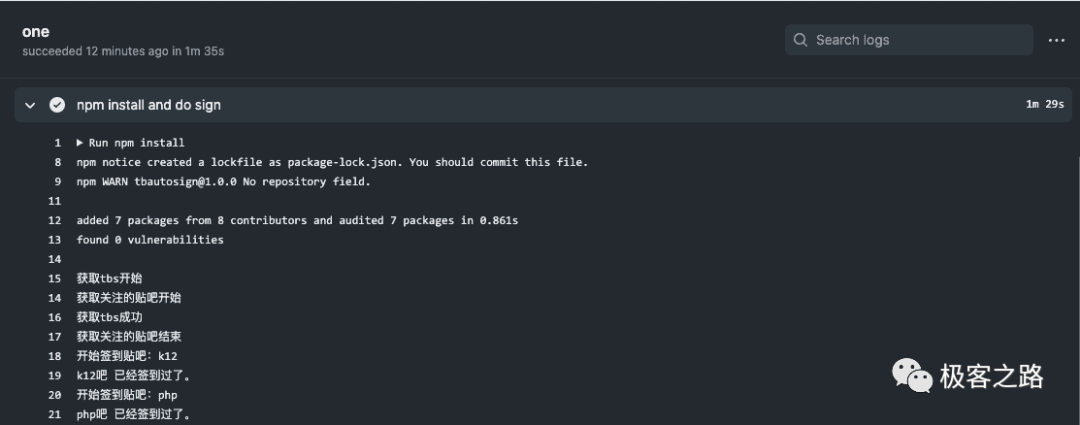 one
succeeded 12 minutes ago in 1m 35s
Search logs
npm install and do sign 1m 29s
1 Run npm install
8 npm notice created a lockfile as package-lock.json. You should commit this file.
9 npm WARN tbautosign@1.0.0 No repository field.
11
12 added 7 packages from 8 contributors and audited 7 packages in 0.861s
13 found 0 vulnerabilities
14
15 获取tbs开始
14 获取关注的贴吧开始
16 获取tbs成功
17 获取关注的贴吧结束
18 开始签到贴吧：k12
19 k12吧 已经签到过了。
20 开始签到贴吧：php
21 php吧 已经签到过了。
极客之路